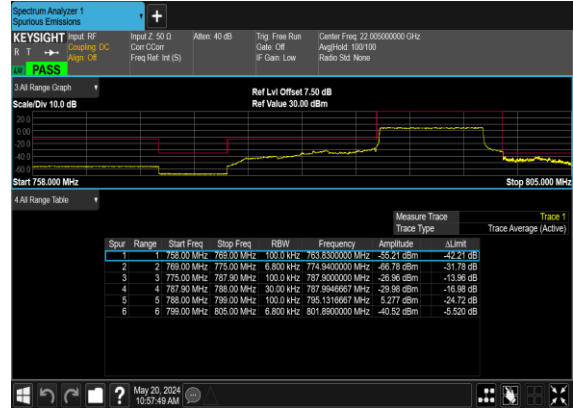 Spectrum Analyzer 1
Spurious Emissions
+
KEYSIGHT Input: RF Input Z: 50 Ω Atten: 40 dB Trig: Free Run Center Freq: 22.005000000 GHz
R T Coupling: DC Corr CCorr Gate: Off Avg|Hold: 100/100
Align: Off Freq Ref: Int (S) IF Gain: Low Radio Std: None
PASS
3 All Range Graph
Ref Lvl Offset 7.50 dB
Scale/Div 10.0 dB Ref Value 30.00 dBm
20.0
0.00
-20.0
-40.0
-60.0
Start 758.000 MHz Stop 805.000 MHz
4 All Range Table
Measure Trace Trace 1
Trace Type Trace Average (Active)
Spur Range Start Freq Stop Freq RBW Frequency Amplitude ΔLimit
1 1 758.00 MHz 769.00 MHz 100.0 kHz 763.8300000 MHz -55.21 dBm -42.21 dB
2 2 769.00 MHz 775.00 MHz 6.800 kHz 774.9400000 MHz -66.78 dBm -31.78 dB
3 3 775.00 MHz 787.90 MHz 100.0 kHz 787.9000000 MHz -26.96 dBm -13.96 dB
4 4 787.90 MHz 788.00 MHz 30.00 kHz 787.9946667 MHz -29.98 dBm -16.98 dB
5 5 788.00 MHz 799.00 MHz 100.0 kHz 795.1316667 MHz 5.277 dBm -24.72 dB
6 6 799.00 MHz 805.00 MHz 6.800 kHz 801.8900000 MHz -40.52 dBm -5.520 dB
? May 20, 2024
10:57:49 AM